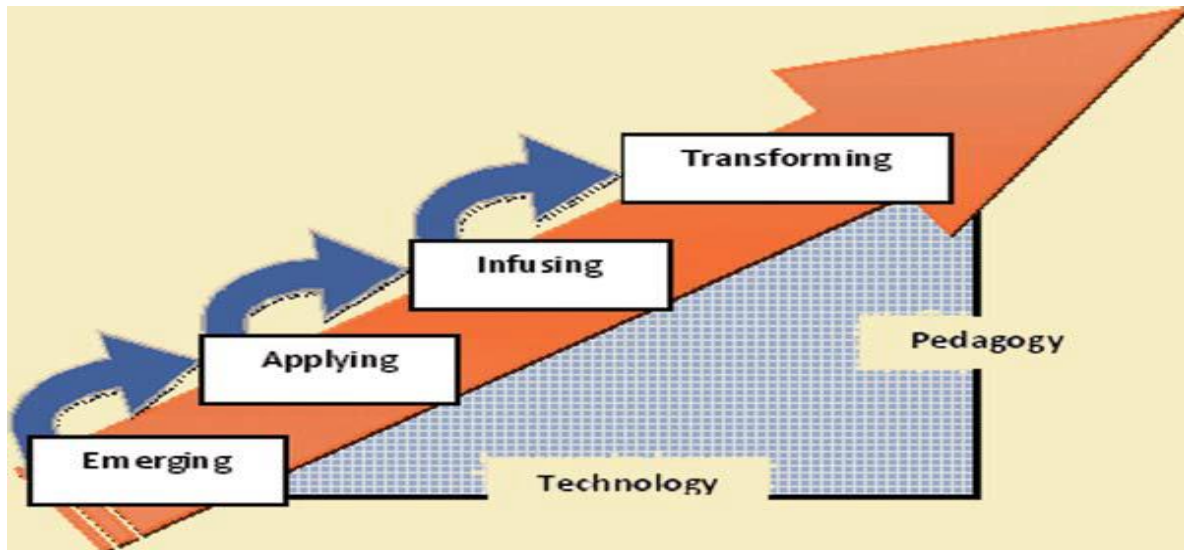 Transforming
Infusing
Applying
Pedagogy
Emerging
Technology